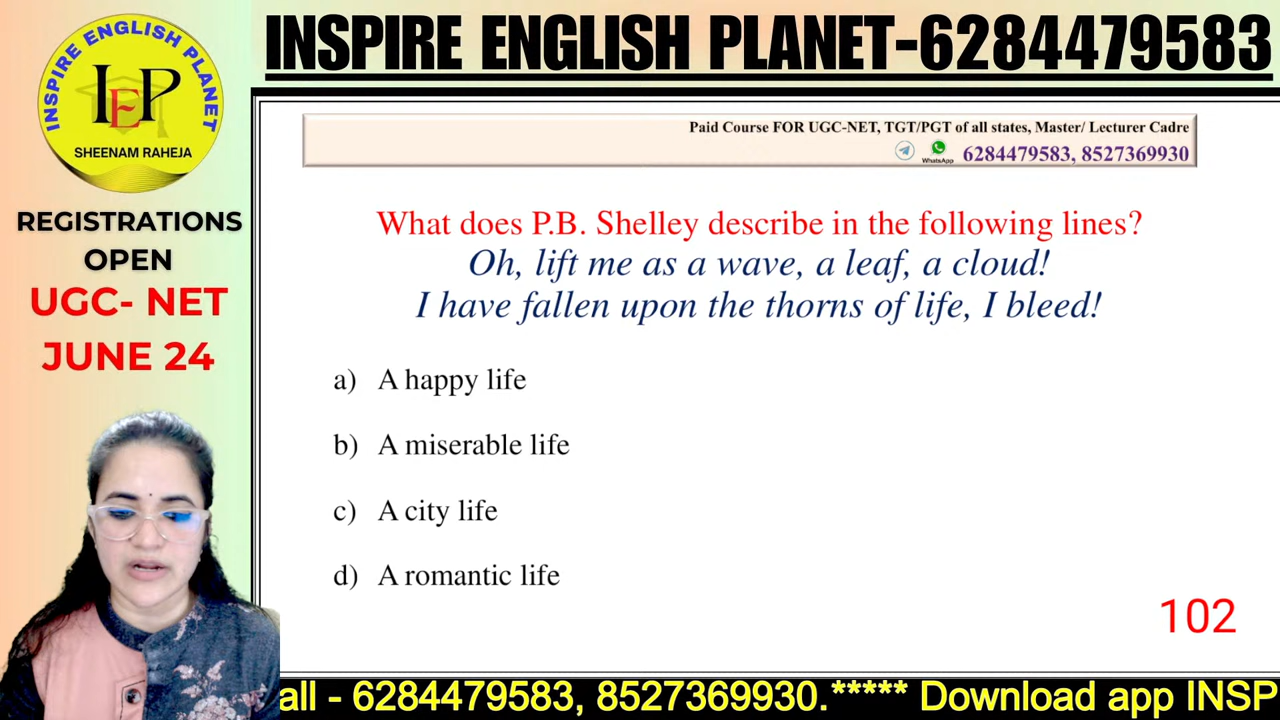 INSPIRE ENGLISH PLANET-6284479583
INSPIRE ENGLISH PLANET
IEP
SHEENAM RAHEJA
REGISTRATIONS
OPEN
UGC- NET
JUNE 24
Paid Course FOR UGC-NET, TGT/PGT of all states, Master/ Lecturer Cadre
WhatsApp 6284479583, 8527369930
What does P.B. Shelley describe in the following lines?
Oh, lift me as a wave, a leaf, a cloud!
I have fallen upon the thorns of life, I bleed!
a) A happy life
b) A miserable life
c) A city life
d) A romantic life
102
all - 6284479583, 8527369930.***** Download app INSP